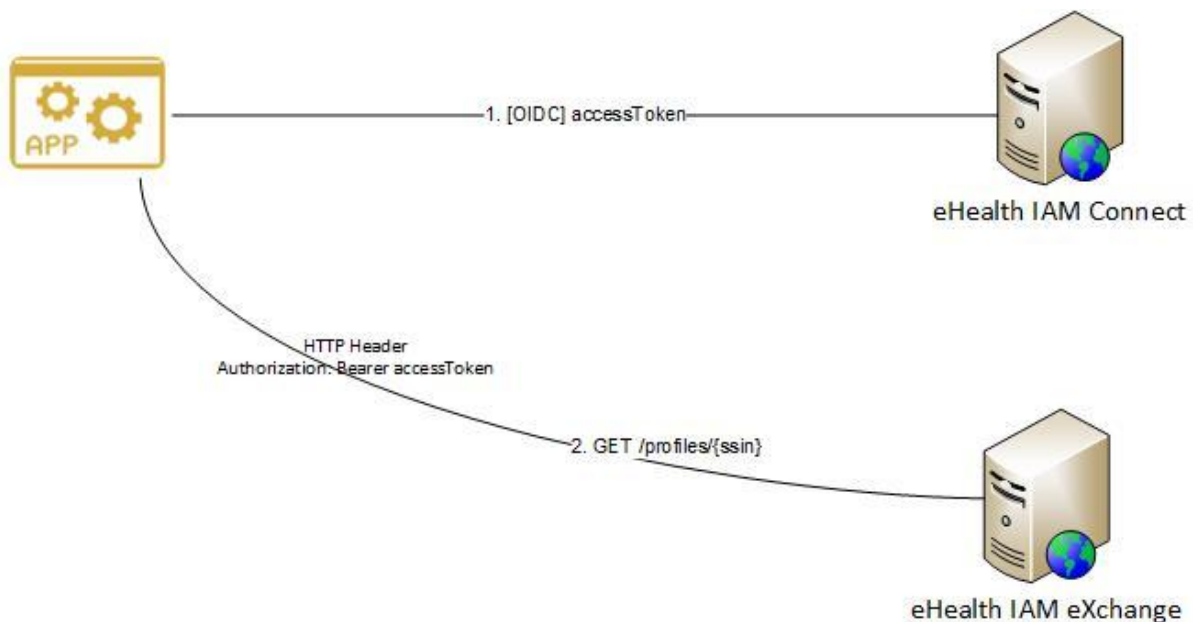 APP
1. [OIDC] accessToken
eHealth IAM Connect
HTTP Header
Authorization: Bearer accessToken
2. GET /profiles/{ssin}
eHealth IAM eXchange